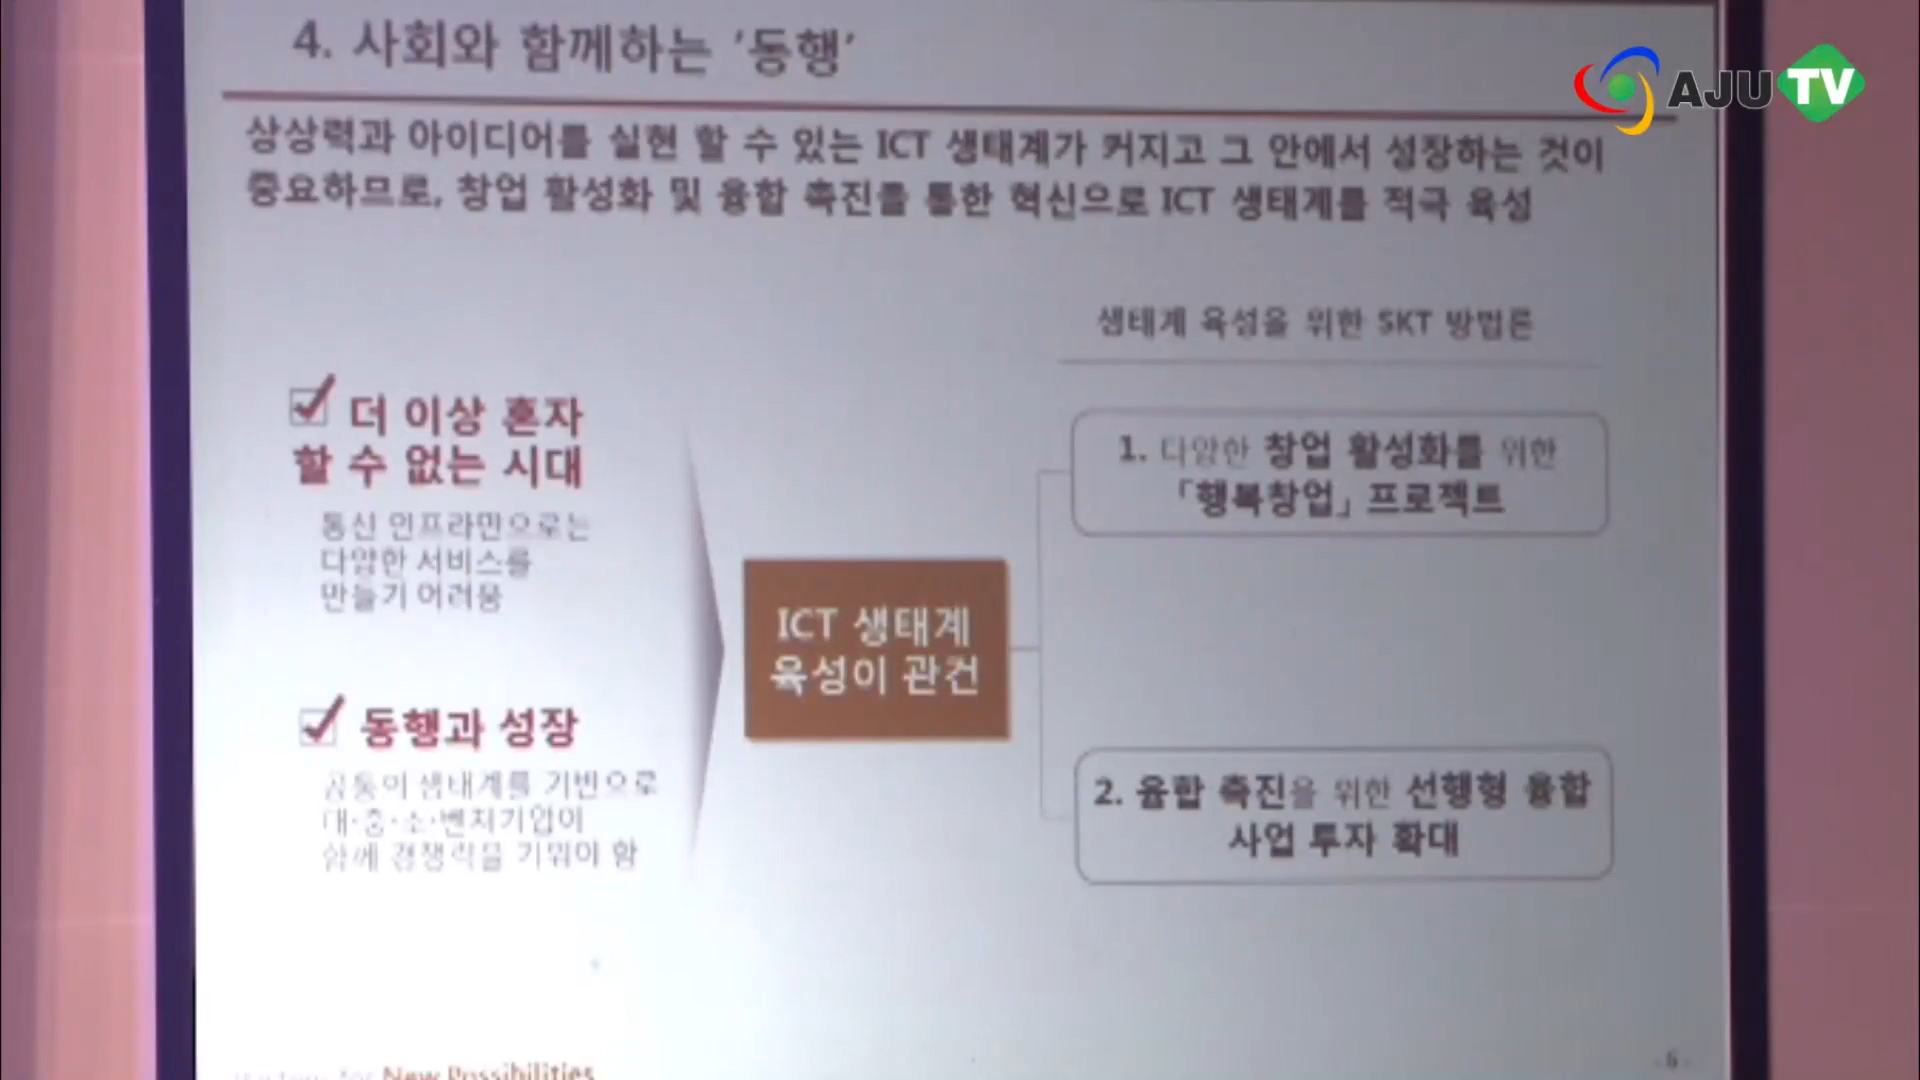 4. 사회와 함께하는 '동행'
AJU TV
상상력과 아이디어를 실현 할 수 있는 ICT 생태계가 커지고 그 안에서 성장하는 것이
중요하므로, 창업 활성화 및 융합 촉진을 통한 혁신으로 ICT 생태계를 적극 육성
생태계 육성을 위한 SKT 방법론
더 이상 혼자
할 수 없는 시대
통신 인프라만으로는
다양한 서비스를
만들기 어려움
동행과 성장
공통의 생태계를 기반으로
대·중·소·벤처기업이
함께 경쟁력을 키워야 함
ICT 생태계
육성이 관건
1. 다양한 창업 활성화를 위한
「행복창업」 프로젝트
2. 융합 촉진을 위한 선행형 융합
사업 투자 확대
for New Possibilities
- 6 -